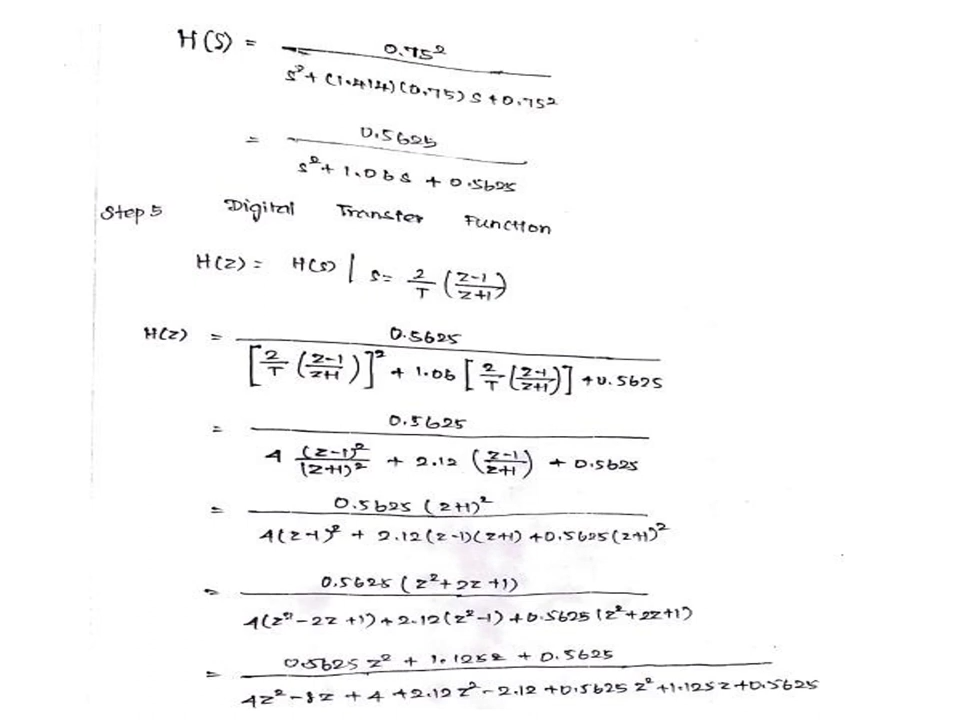 H(S) = 0.75² / s² + (1.414)(0.75) s + 0.75²
= 0.5625 / s² + 1.06s + 0.5625
Step 5 Digital Transfer Function
H(z) = H(s) | s = 2/T (z-1/z+1)
H(z) = 0.5625 / [2/T (z-1/z+1)]² + 1.06 [2/T (z-1/z+1)] + 0.5625
= 0.5625 / 4 (z-1)²/(z+1)² + 2.12 (z-1/z+1) + 0.5625
= 0.5625 (z+1)² / 4(z-1)² + 2.12(z-1)(z+1) + 0.5625(z+1)²
= 0.5625 (z² + 2z + 1) / 4(z² - 2z + 1) + 2.12(z² - 1) + 0.5625 (z² + 2z + 1)
= 0.5625 z² + 1.125z + 0.5625 / 4z² - 8z + 4 + 2.12 z² - 2.12 + 0.5625 z² + 1.125z + 0.5625